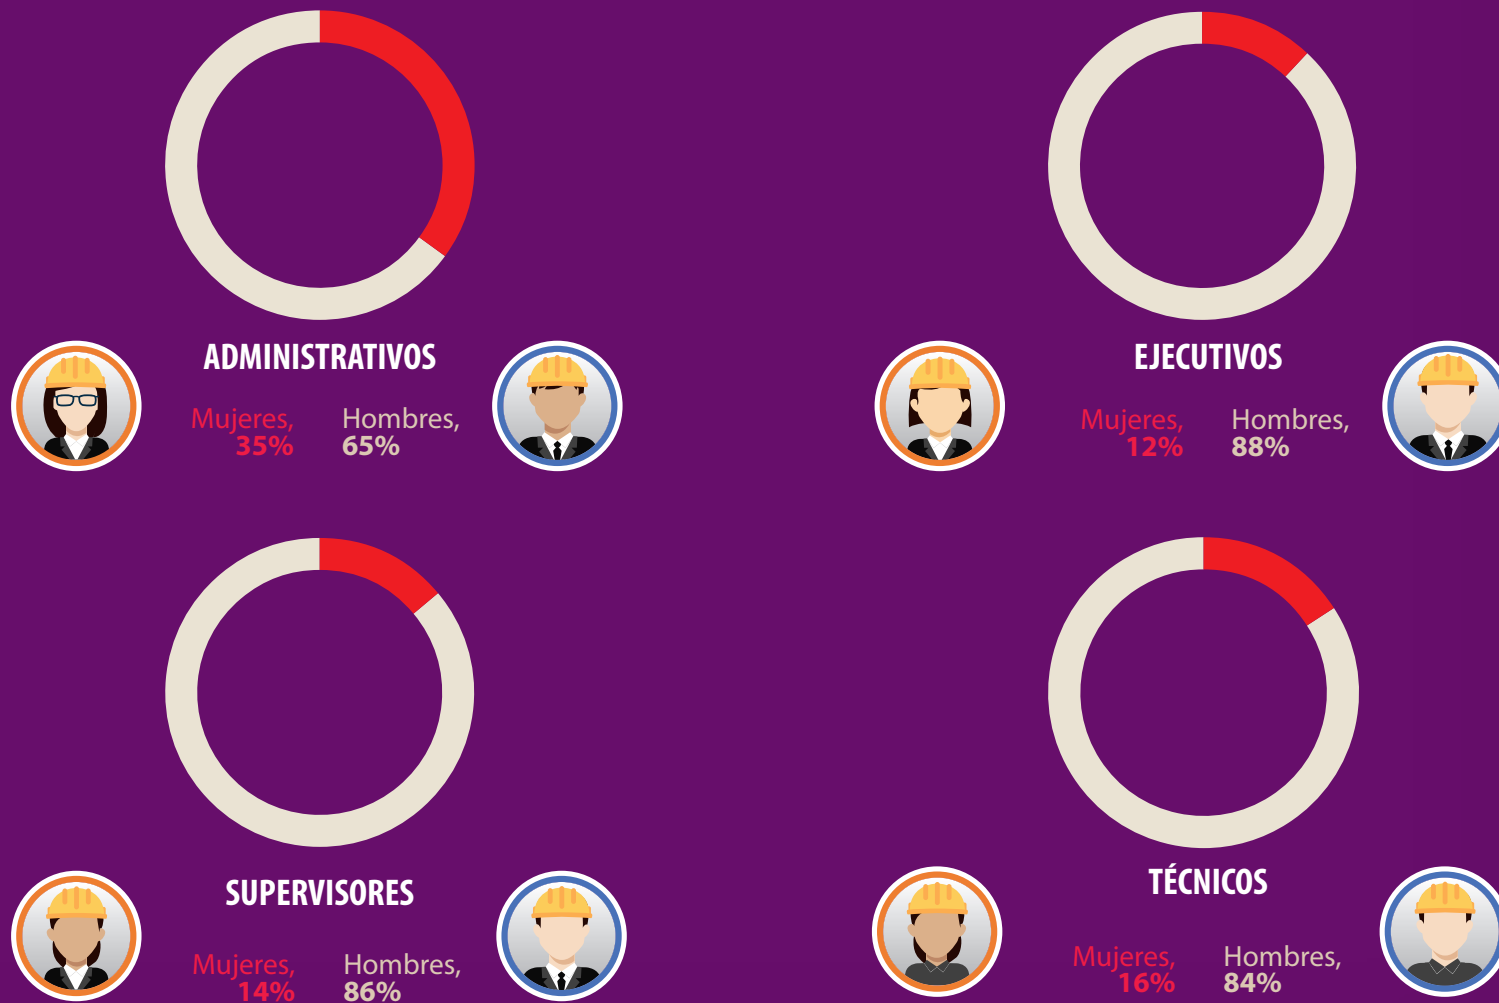 ADMINISTRATIVOS
Mujeres,
35%
Hombres,
65%
EJECUTIVOS
Mujeres,
12%
Hombres,
88%
SUPERVISORES
Mujeres,
14%
Hombres,
86%
TÉCNICOS
Mujeres,
16%
Hombres,
84%